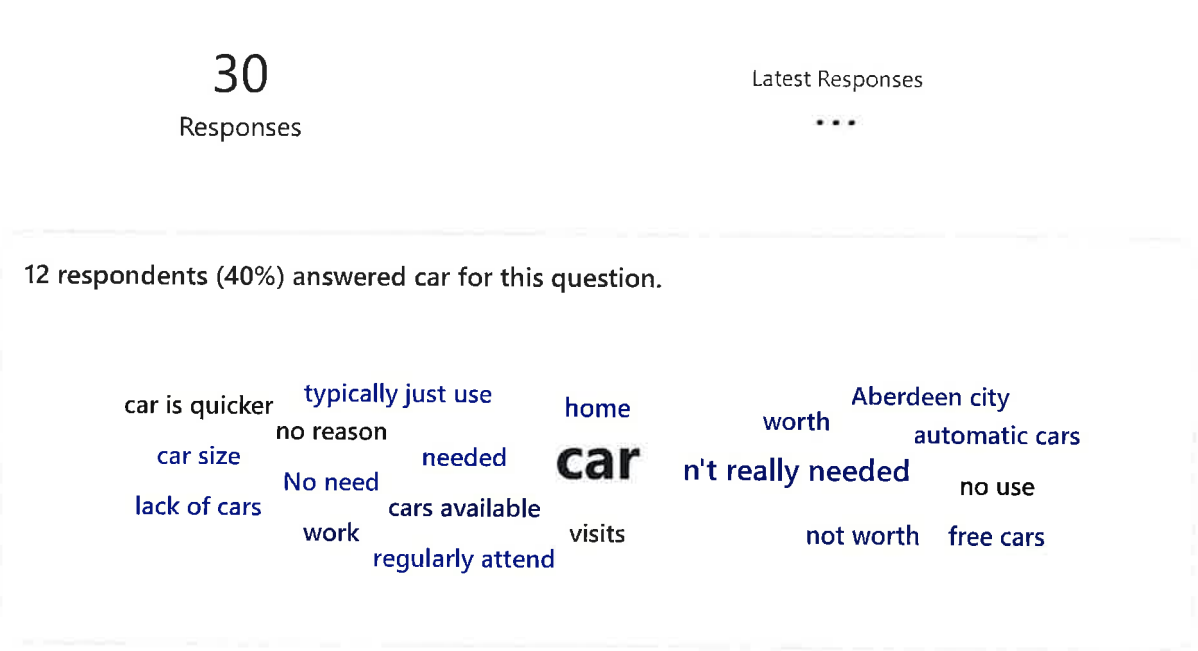 30
Responses
Latest Responses
...
12 respondents (40%) answered car for this question.
car is quicker
typically just use
home
Aberdeen city
worth
no reason
automatic cars
car size
needed
car
n't really needed
No need
no use
lack of cars
cars available
work
visits
not worth
free cars
regularly attend